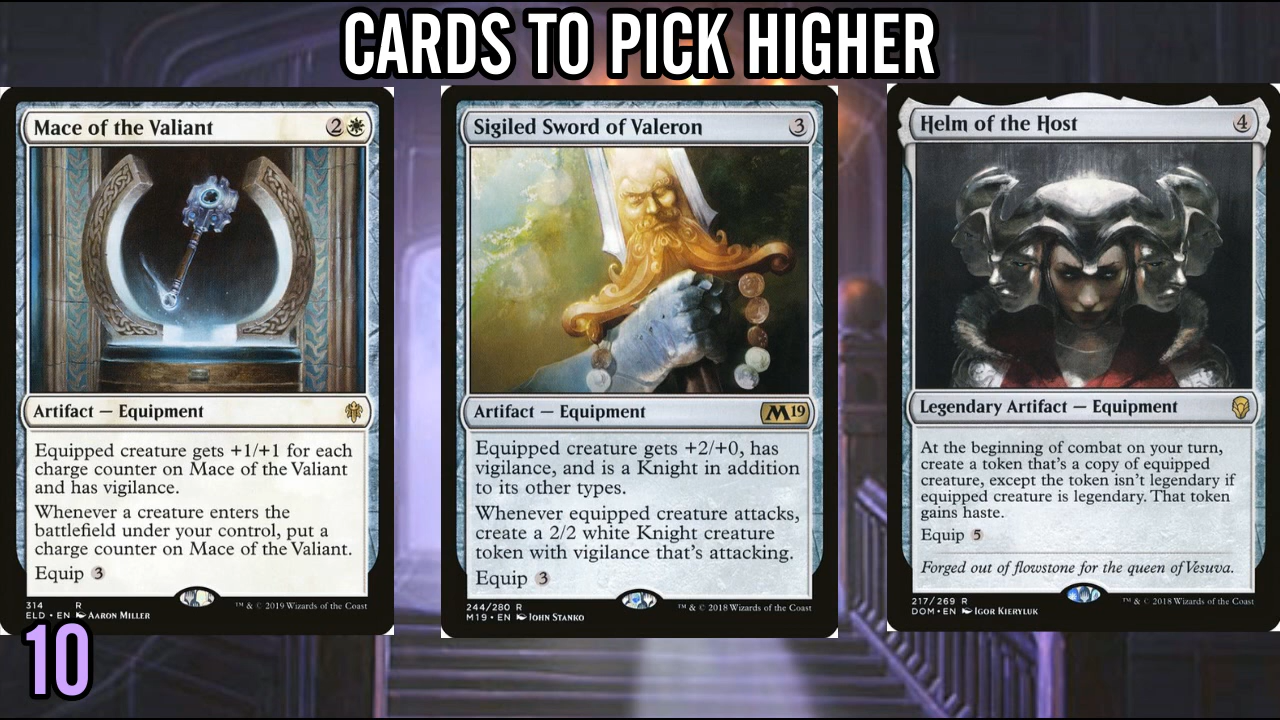 CARDS TO PICK HIGHER
Mace of the Valiant 2
Artifact — Equipment
Equipped creature gets +1/+1 for each
charge counter on Mace of the Valiant
and has vigilance.
Whenever a creature enters the
battlefield under your control, put a
charge counter on Mace of the Valiant.
Equip 3
314 R
ELD • EN Aaron Miller
™ & © 2019 Wizards of the Coast
Sigiled Sword of Valeron 3
Artifact — Equipment
M19
Equipped creature gets +2/+0, has
vigilance, and is a Knight in addition
to its other types.
Whenever equipped creature attacks,
create a 2/2 white Knight creature
token with vigilance that's attacking.
Equip 3
244/280 R
M19 • EN John Stanko
™ & © 2018 Wizards of the Coast
Helm of the Host 4
Legendary Artifact — Equipment
At the beginning of combat on your turn,
create a token that's a copy of equipped
creature, except the token isn't legendary if
equipped creature is legendary. That token
gains haste.
Equip 5
Forged out of flowstone for the queen of Vesuva.
217/269 R
DOM • EN Igor Kieryluk
™ & © 2018 Wizards of the Coast
10